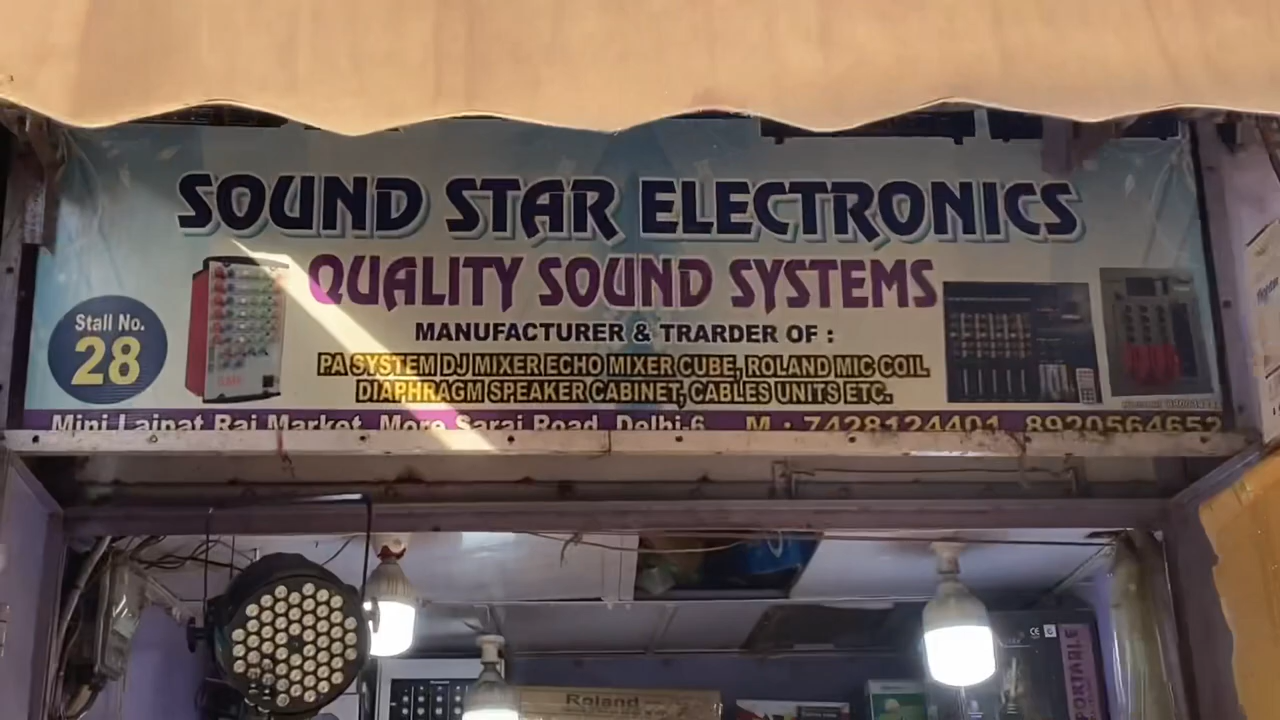 SOUND STAR ELECTRONICS
QUALITY SOUND SYSTEMS
Stall No.
28
MANUFACTURER & TRARDER OF :
PA SYSTEM DJ MIXER ECHO MIXER CUBE, ROLAND MIC COIL
DIAPHRAGM SPEAKER CABINET, CABLES UNITS ETC.
Mini Lajpat Rai Market, More Sarai Road, Delhi-6 M : 7428124401, 8920564652
Roland
CE
PORTABLE